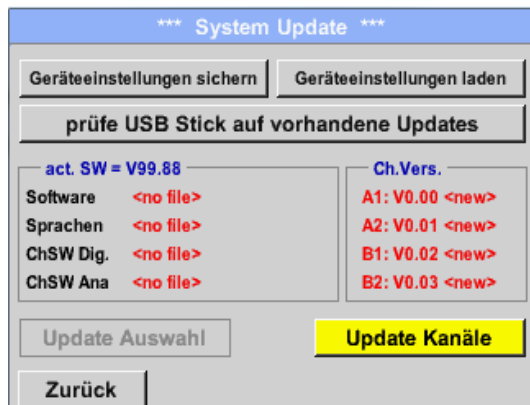 *** System Update ***
Geräteeinstellungen sichern
Geräteeinstellungen laden
prüfe USB Stick auf vorhandene Updates
act. SW = V99.88
Software <no file>
Sprachen <no file>
ChSW Dig. <no file>
ChSW Ana <no file>
Ch.Vers.
A1: V0.00 <new>
A2: V0.01 <new>
B1: V0.02 <new>
B2: V0.03 <new>
Update Auswahl
Update Kanäle
Zurück